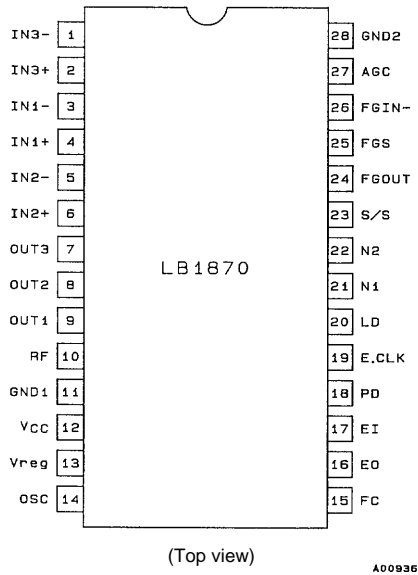 IN3- 1 28 GND2
IN3+ 2 27 AGC
IN1- 3 26 FGIN-
IN1+ 4 25 FGS
IN2- 5 24 FGOUT
IN2+ 6 23 S/S
OUT3 7 22 N2
LB1870
OUT2 8 21 N1
OUT1 9 20 LD
RF 10 19 E.CLK
GND1 11 18 PD
VCC 12 17 EI
Vreg 13 16 EO
OSC 14 15 FC
(Top view)
A00936